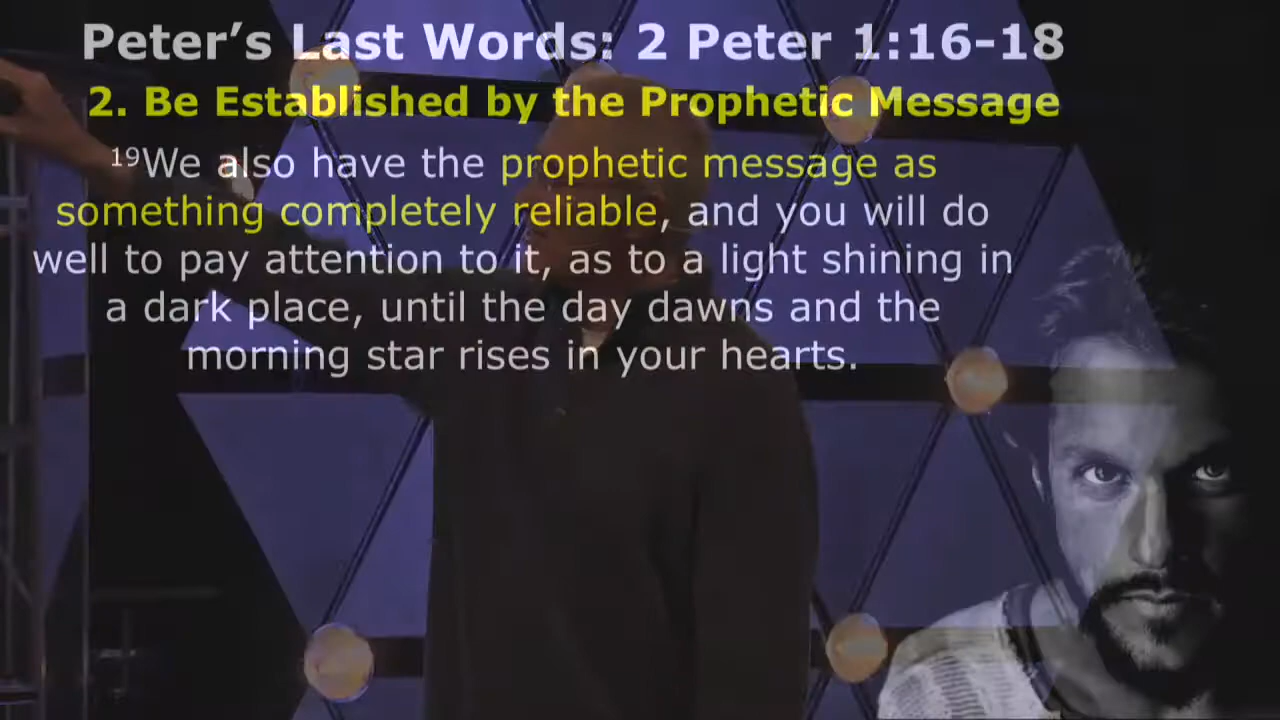 Peter’s Last Words: 2 Peter 1:16-18
2. Be Established by the Prophetic Message
19We also have the prophetic message as
something completely reliable, and you will do
well to pay attention to it, as to a light shining in
a dark place, until the day dawns and the
morning star rises in your hearts.